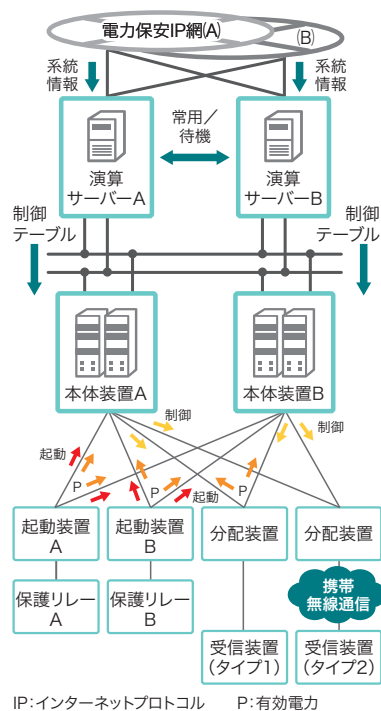 電力保安IP網(A)
(B)
系統
情報
系統
情報
常用/
待機
演算
サーバーA
演算
サーバーB
制御
テーブル
制御
テーブル
本体装置A
本体装置B
制御
制御
起動
P
P
起動
P
起動装置
A
起動装置
B
分配装置
分配装置
保護リレー
A
保護リレー
B
携帯
無線通信
受信装置
(タイプ1)
受信装置
(タイプ2)
IP:インターネットプロトコル P:有効電力